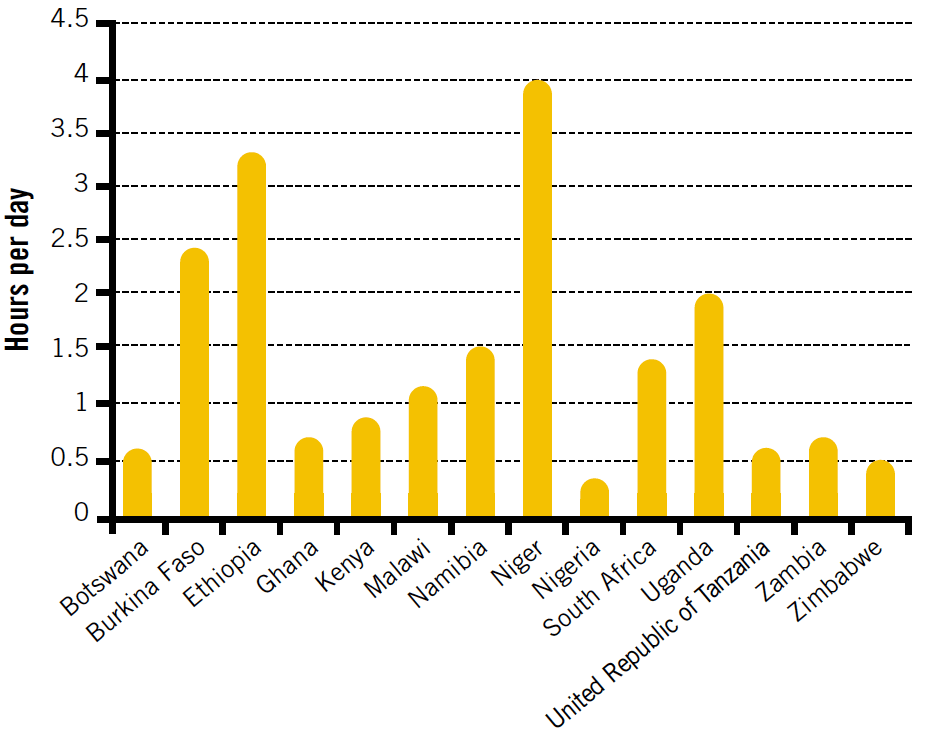 4.5
4
3.5
3
2.5
2
1.5
1
0.5
0
Hours per day
Botswana
Burkina Faso
Ethiopia
Ghana
Kenya
Malawi
Namibia
Niger
Nigeria
South Africa
Uganda
United Republic of Tanzania
Zambia
Zimbabwe